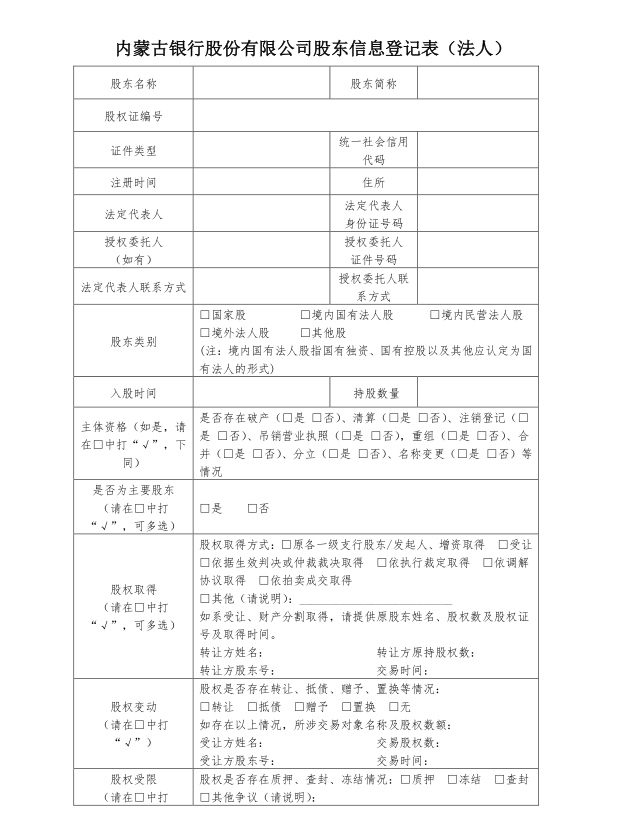 内蒙古银行股份有限公司股东信息登记表（法人）
股东名称
股东简称
股权证编号
证件类型
统一社会信用
代码
注册时间
住所
法定代表人
法定代表人
身份证号码
授权委托人
（如有）
授权委托人
证件号码
法定代表人联系方式
授权委托人联
系方式
股东类别
□国家股 □境内国有法人股 □境内民营法人股
□境外法人股 □其他股
(注：境内国有法人股指国有独资、国有控股以及其他应认定为国
有法人的形式)
入股时间
持股数量
主体资格（如是，请
在□中打“√”，下
同）
是否存在破产（□是 □否）、清算（□是 □否）、注销登记（□
是 □否）、吊销营业执照（□是 □否），重组（□是 □否）、合
并（□是 □否）、分立（□是 □否）、名称变更（□是 □否）等
情况
是否为主要股东
（请在□中打
“√”，可多选）
□是 □否
股权取得
（请在□中打
“√”，可多选）
股权取得方式：□原各一级支行股东/发起人、增资取得 □受让
□依据生效判决或仲裁裁决取得 □依执行裁定取得 □依调解
协议取得 □依拍卖成交取得
□其他（请说明）：
如系受让、财产分割取得，请提供原股东姓名、股权数及股权证
号及取得时间。
转让方姓名： 转让方原持股权数：
转让方股东号： 交易时间：
股权变动
（请在□中打
“√”）
股权是否存在转让、抵债、赠予、置换等情况：
□转让 □抵债 □赠予 □置换 □无
如存在以上情况，所涉交易对象名称及股权数额：
受让方姓名： 交易股权数：
受让方股东号： 交易时间：
股权受限
（请在□中打
股权是否存在质押、查封、冻结情况：□质押 □冻结 □查封
□其他争议（请说明）：